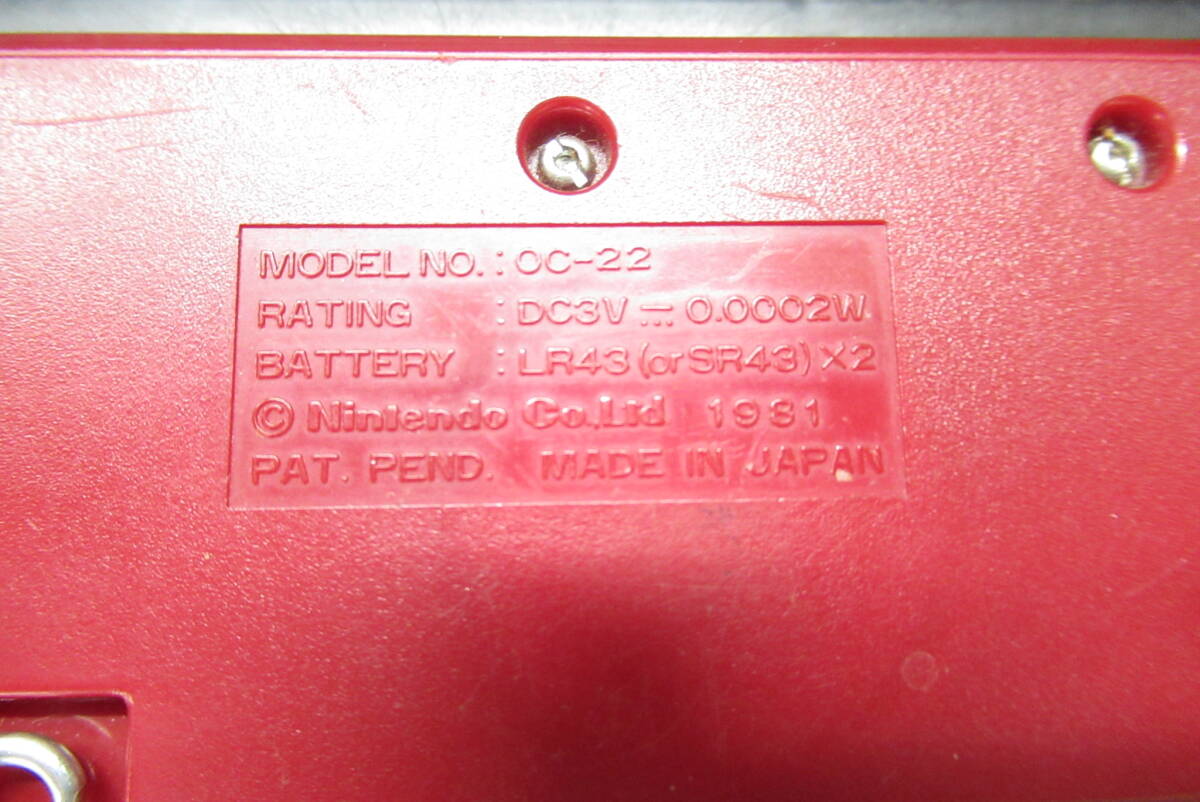 MODEL NO. : OC-22
RATING : DC3V ⎓ 0.0002W
BATTERY : LR43 (or SR43) ×2
© Nintendo Co.,Ltd 1981
PAT. PEND. MADE IN JAPAN